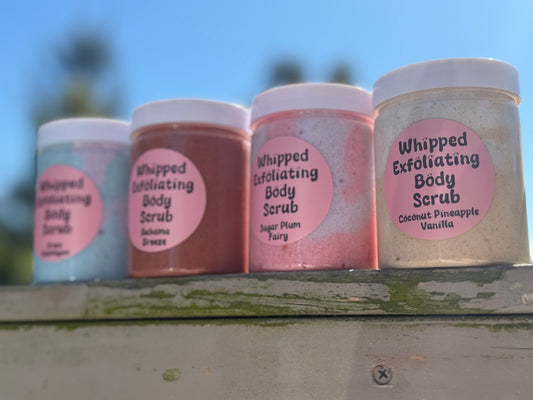 Whipped
Exfoliating
Body
Scrub
Whipped
Exfoliating
Body
Scrub
Bahama
Breeze
Whipped
Exfoliating
Body
Scrub
Sugar Plum
Fairy
Whipped
Exfoliating
Body
Scrub
Coconut Pineapple
Vanilla